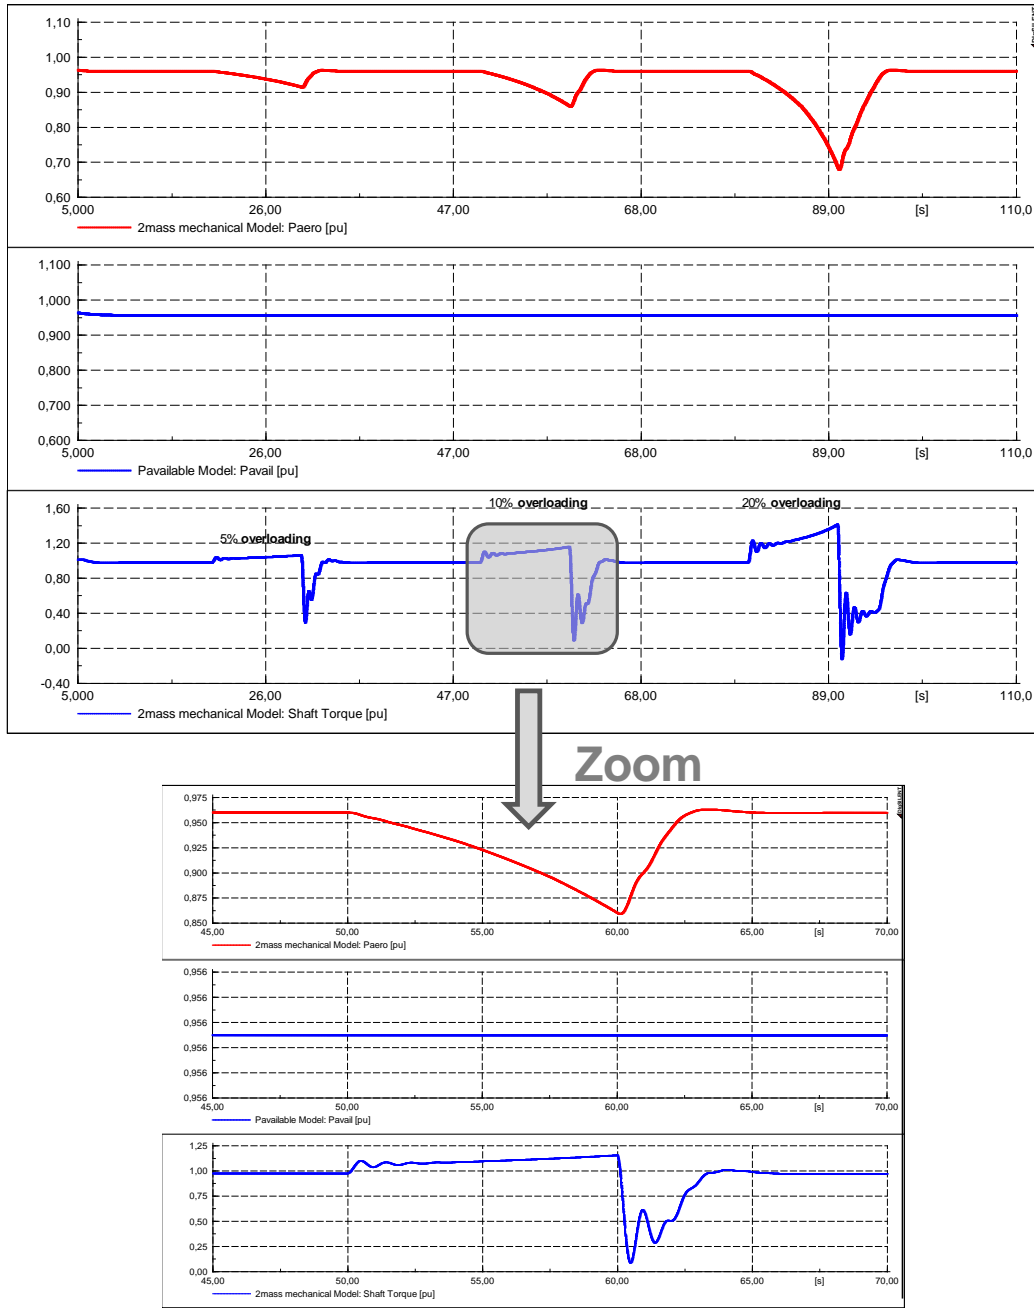 1,10
1,00
0,90
0,80
0,70
0,60
5,000 26,00 47,00 68,00 89,00 [s] 110,0
2mass mechanical Model: Paero [pu]
1,100
1,000
0,900
0,800
0,700
0,600
5,000 26,00 47,00 68,00 89,00 [s] 110,0
Pavailable Model: Pavail [pu]
5% overloading
10% overloading
20% overloading
1,60
1,20
0,80
0,40
0,00
-0,40
5,000 26,00 47,00 68,00 89,00 [s] 110,0
2mass mechanical Model: Shaft Torque [pu]
Zoom
0,975
0,950
0,925
0,900
0,875
0,850
45,00 50,00 55,00 60,00 65,00 [s] 70,00
2mass mechanical Model: Paero [pu]
0,956
0,956
0,956
0,956
0,956
0,956
45,00 50,00 55,00 60,00 65,00 [s] 70,00
Pavailable Model: Pavail [pu]
1,25
1,00
0,75
0,50
0,25
0,00
45,00 50,00 55,00 60,00 65,00 [s] 70,00
2mass mechanical Model: Shaft Torque [pu]